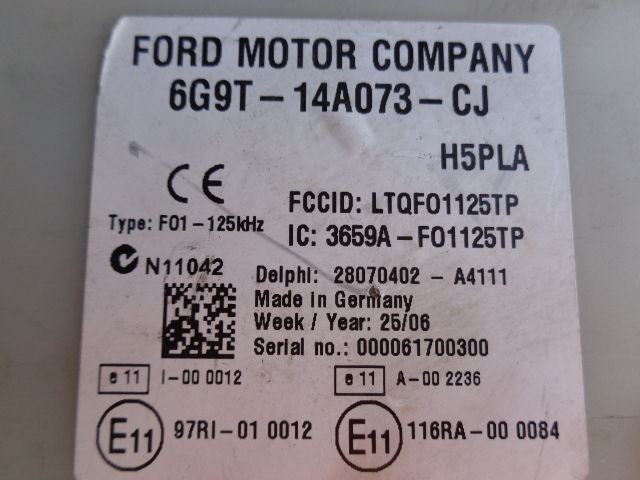 FORD MOTOR COMPANY
6G9T-14A073-CJ
H5PLA
CE
FCCID: LTQFO1125TP
Type: FO1-125kHz
IC: 3659A-FO1125TP
N11042
Delphi: 28070402-A4111
Made in Germany
Week / Year: 25/06
Serial no.: 000061700300
e 11 I-00 0012
e 11 A-00 2236
E11 97RI-01 0012
E11 116RA-00 0084